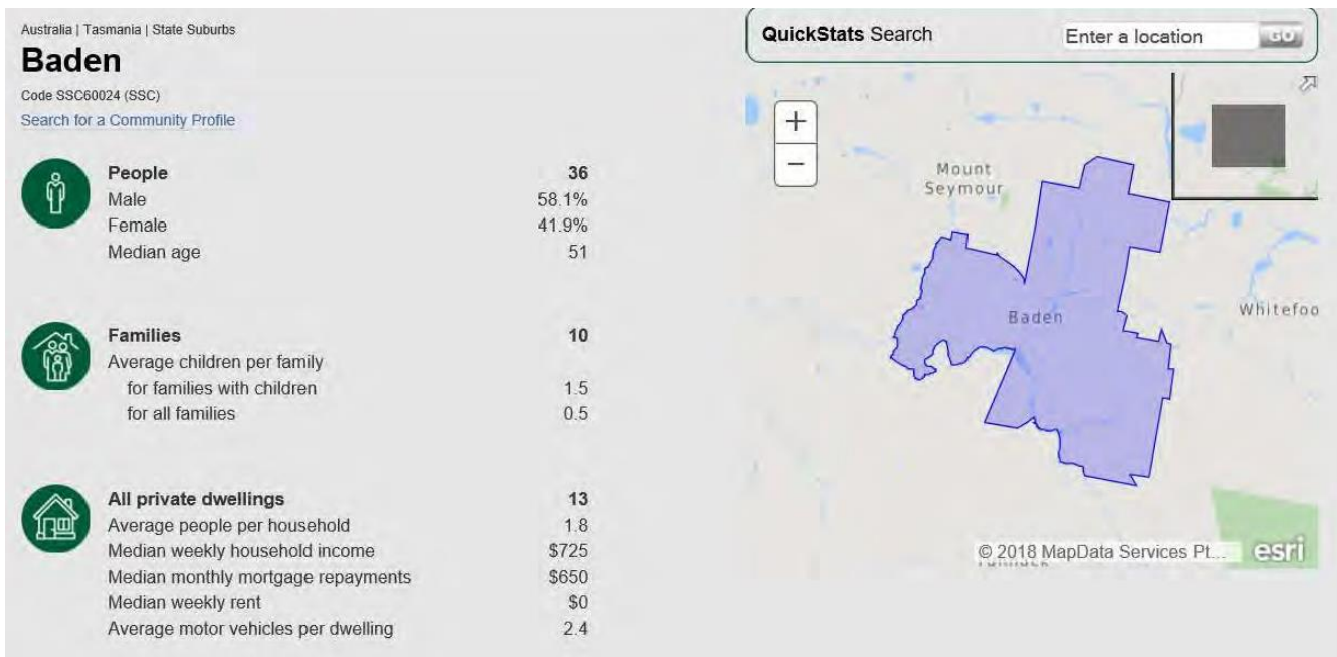 Australia | Tasmania | State Suburbs
Baden
Code SSC60024 (SSC)
Search for a Community Profile
People 36
Male 58.1%
Female 41.9%
Median age 51
Families 10
Average children per family
for families with children 1.5
for all families 0.5
All private dwellings 13
Average people per household 1.8
Median weekly household income $725
Median monthly mortgage repayments $650
Median weekly rent $0
Average motor vehicles per dwelling 2.4
QuickStats Search Enter a location GO
+
−
Mount
Seymour
Baden
Whitefoo
© 2018 MapData Services Pt... esri